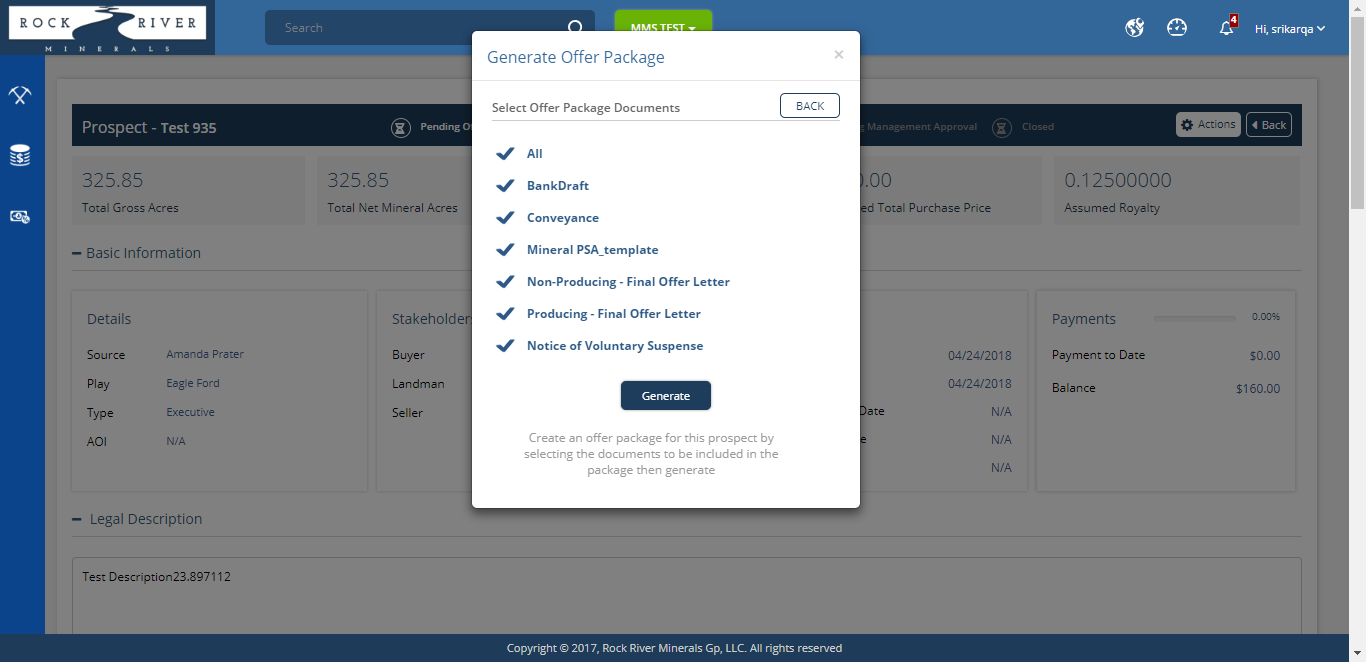 ROCK RIVER
MINERALS
Search
MMS TEST
4
Hi, srikarqa
Generate Offer Package
×
Select Offer Package Documents
BACK
All
BankDraft
Conveyance
Mineral PSA_template
Non-Producing - Final Offer Letter
Producing - Final Offer Letter
Notice of Voluntary Suspense
Generate
Create an offer package for this prospect by
selecting the documents to be included in the
package then generate
Prospect - Test 935
Pending
Management Approval
Closed
Actions
Back
325.85
Total Gross Acres
325.85
Total Net Mineral Acres
.00
ed Total Purchase Price
0.12500000
Assumed Royalty
Basic Information
Details
Source Amanda Prater
Play Eagle Ford
Type Executive
AOI N/A
Stakeholder
Buyer
Landman
Seller
04/24/2018
04/24/2018
Date N/A
e N/A
N/A
Payments 0.00%
Payment to Date $0.00
Balance $160.00
Legal Description
Test Description23.897112
Copyright © 2017, Rock River Minerals Gp, LLC. All rights reserved